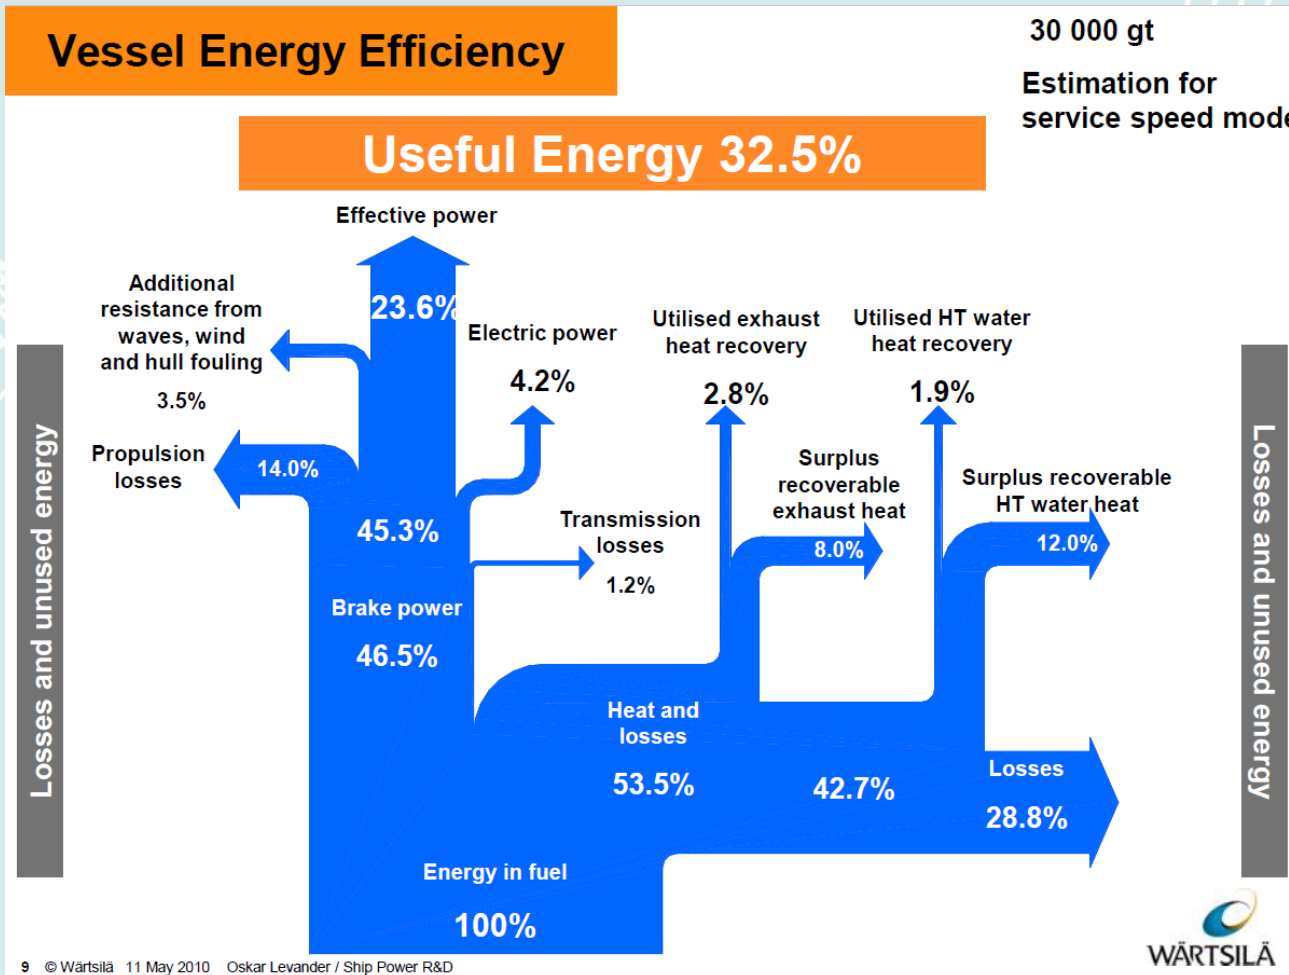 Vessel Energy Efficiency
30 000 gt
Estimation for
service speed mode
Useful Energy 32.5%
Effective power
23.6%
Additional
resistance from
waves, wind
and hull fouling
3.5%
Electric power
4.2%
Utilised exhaust
heat recovery
2.8%
Utilised HT water
heat recovery
1.9%
Losses and unused energy
Propulsion
losses
14.0%
Surplus
recoverable
exhaust heat
8.0%
Surplus recoverable
HT water heat
12.0%
Losses and unused energy
45.3%
Transmission
losses
1.2%
Brake power
46.5%
Heat and
losses
53.5%
42.7%
Losses
28.8%
Energy in fuel
100%
WÄRTSILÄ
9 © Wärtsilä 11 May 2010 Oskar Levander / Ship Power R&D